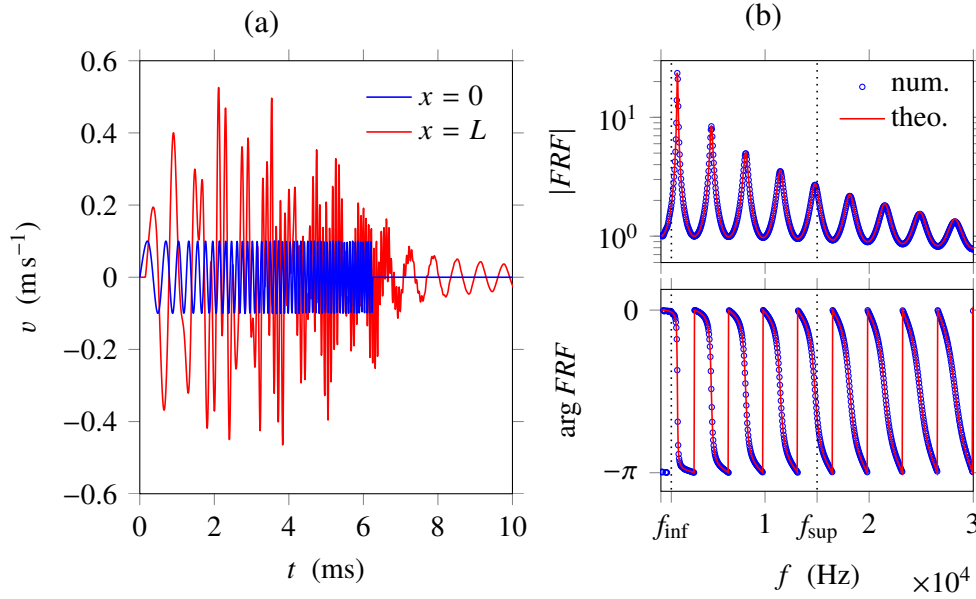 (a)
0.6
0.4
0.2
0
−0.2
−0.4
−0.6
v (m s⁻¹)
x = 0
x = L
0 2 4 6 8 10
t (ms)
(b)
10¹
10⁰
|FRF|
num.
theo.
0
−π
arg FRF
f_inf 1 f_sup 2 3
f (Hz) ×10⁴